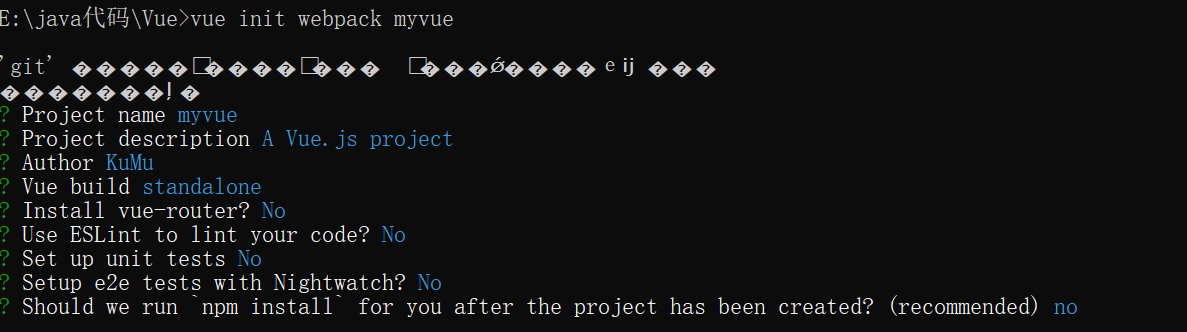 E:\java代码\Vue>vue init webpack myvue
'git'
? Project name myvue
? Project description A Vue.js project
? Author KuMu
? Vue build standalone
? Install vue-router? No
? Use ESLint to lint your code? No
? Set up unit tests No
? Setup e2e tests with Nightwatch? No
? Should we run `npm install` for you after the project has been created? (recommended) no